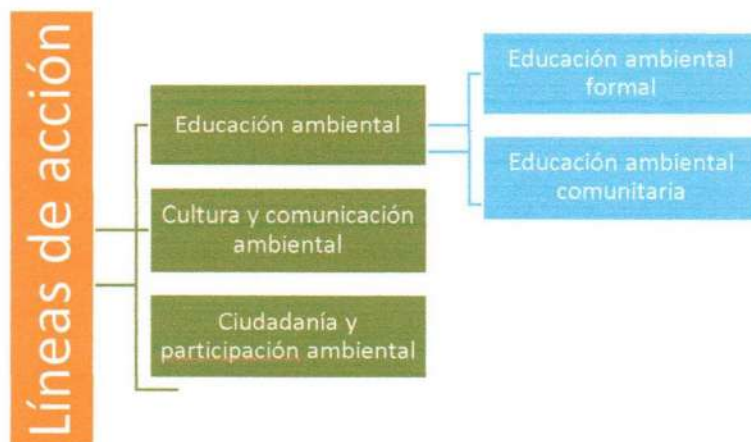 Líneas de acción
Educación ambiental
Cultura y comunicación
ambiental
Ciudadanía y
participación ambiental
Educación ambiental
formal
Educación ambiental
comunitaria